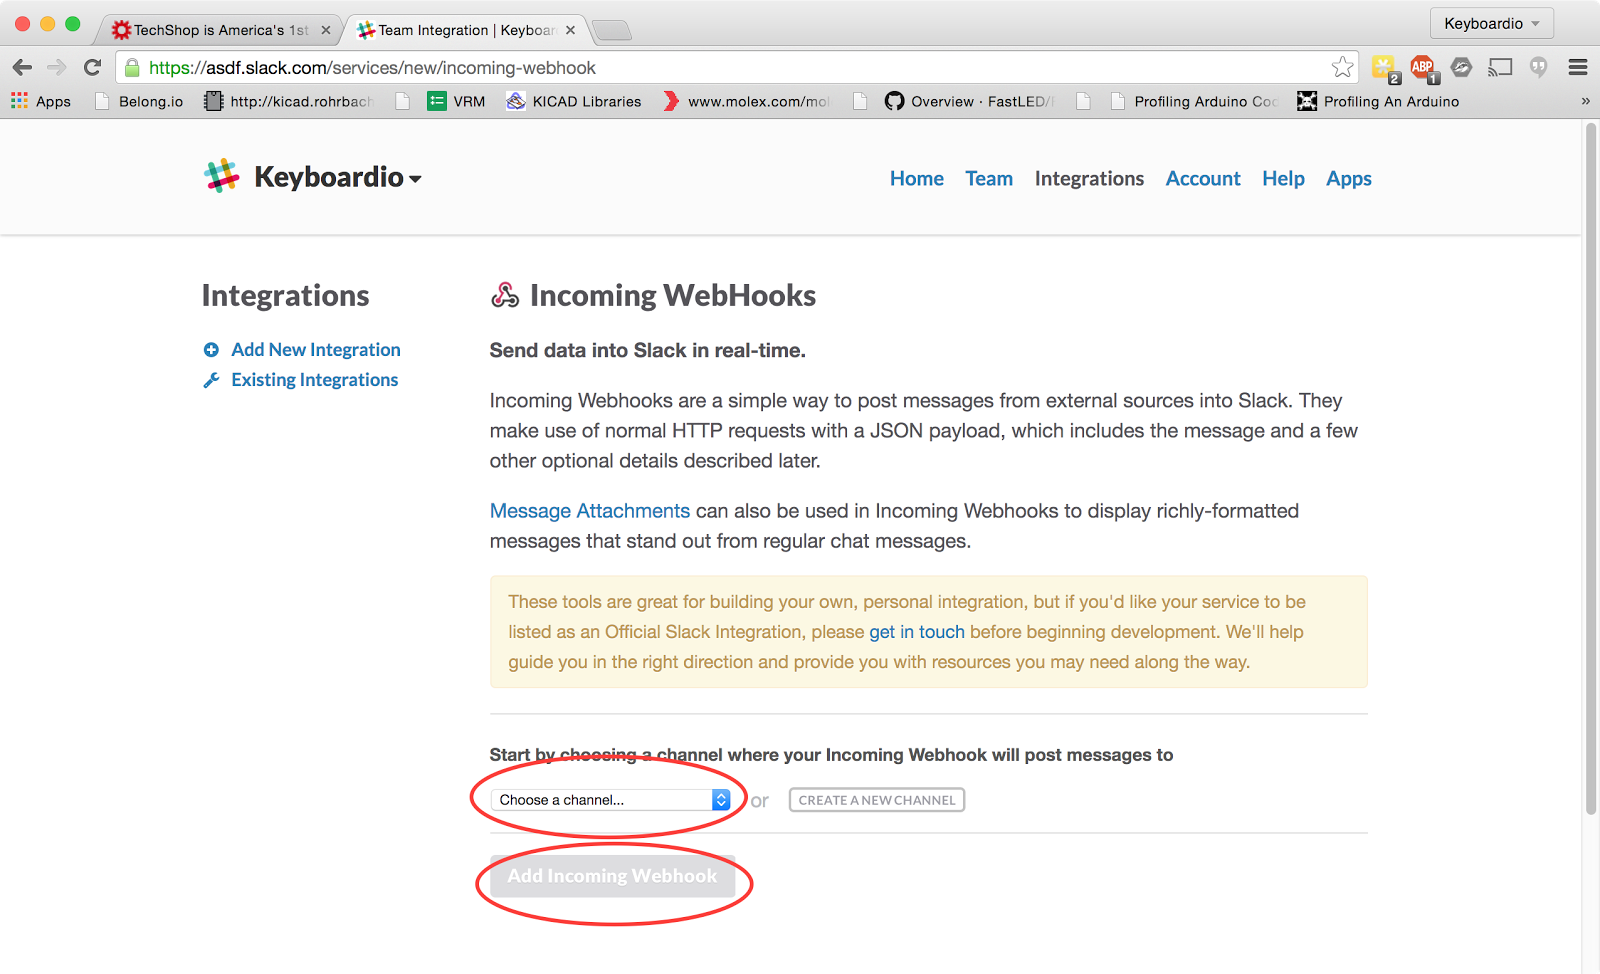 TechShop is America's 1st
Team Integration | Keyboar
Keyboardio
https://asdf.slack.com/services/new/incoming-webhook
2
ABP
1
Apps
Belong.io
http://kicad.rohrbach
VRM
KICAD Libraries
www.molex.com/mol
Overview · FastLED/
Profiling Arduino Cod
Profiling An Arduino
»
Keyboardio
Home Team Integrations Account Help Apps
Integrations
Add New Integration
Existing Integrations
Incoming WebHooks
Send data into Slack in real-time.
Incoming Webhooks are a simple way to post messages from external sources into Slack. They
make use of normal HTTP requests with a JSON payload, which includes the message and a few
other optional details described later.
Message Attachments can also be used in Incoming Webhooks to display richly-formatted
messages that stand out from regular chat messages.
These tools are great for building your own, personal integration, but if you'd like your service to be
listed as an Official Slack Integration, please get in touch before beginning development. We'll help
guide you in the right direction and provide you with resources you may need along the way.
Start by choosing a channel where your Incoming Webhook will post messages to
Choose a channel... or CREATE A NEW CHANNEL
Add Incoming Webhook